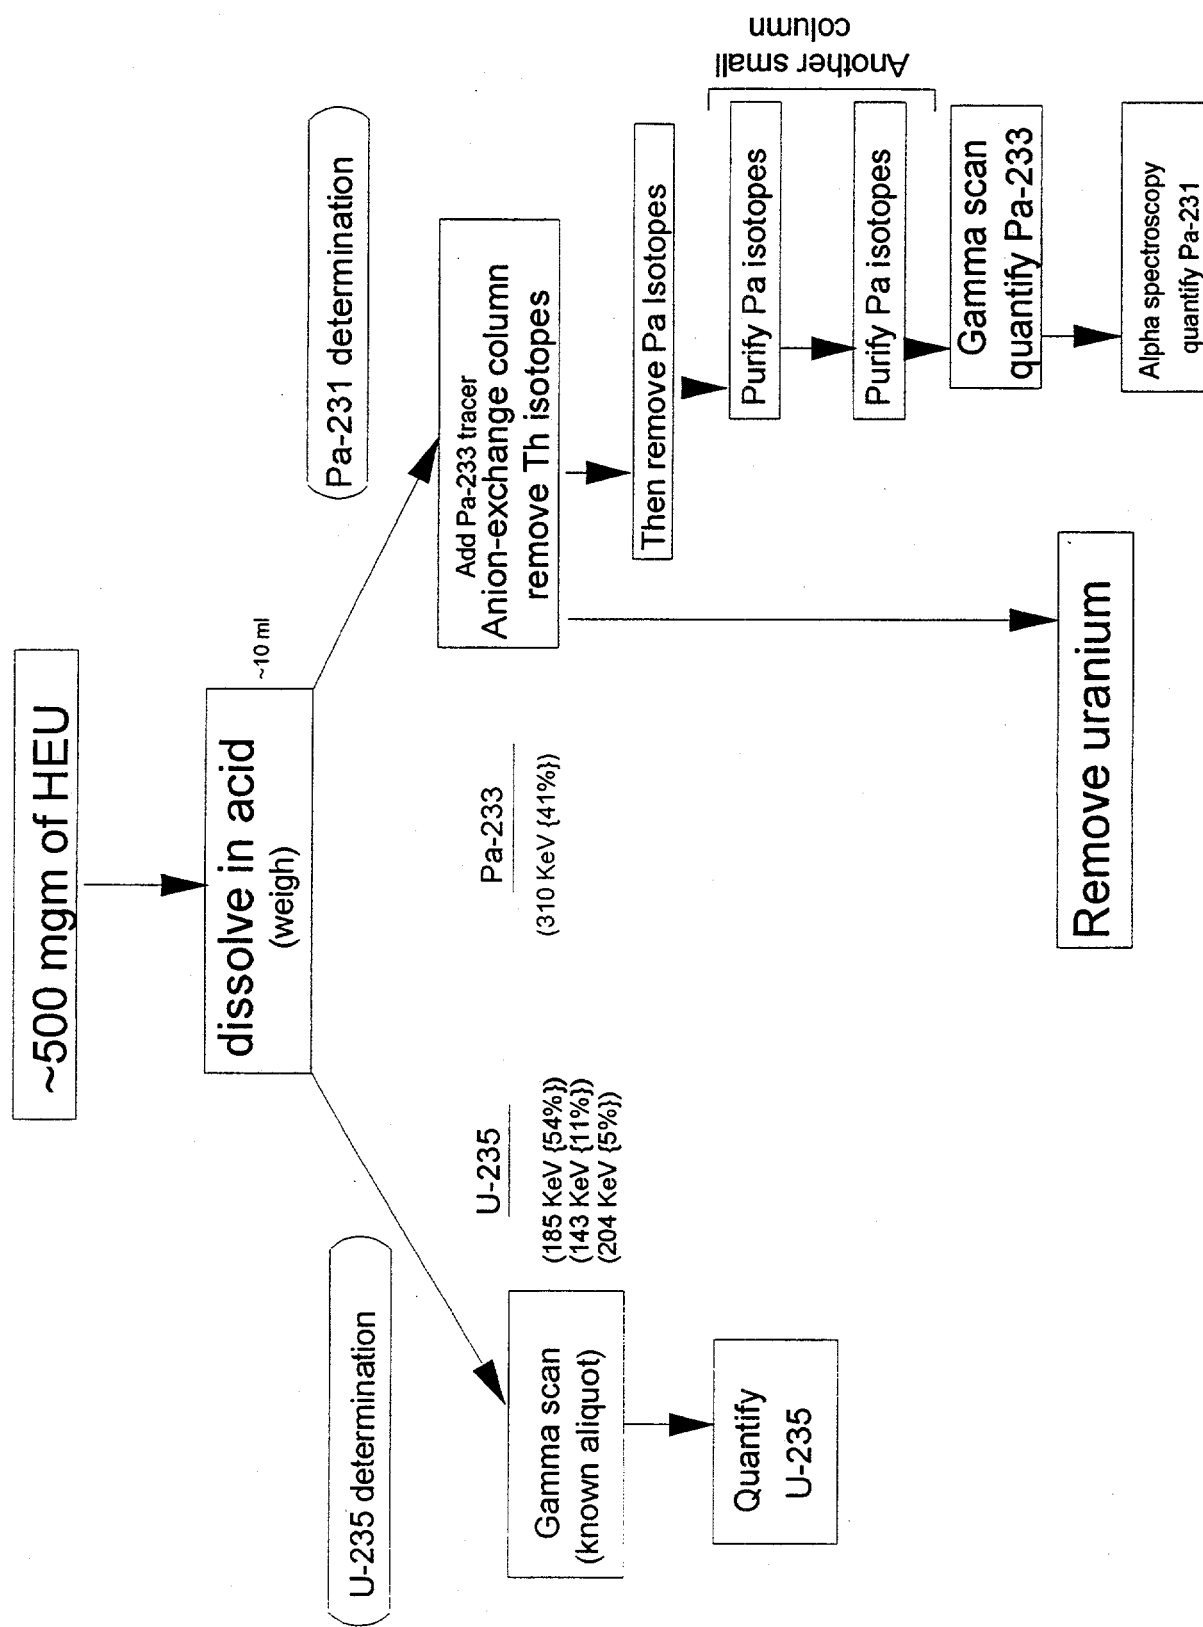 ~500 mgm of HEU
dissolve in acid
(weigh)
~10 ml
U-235 determination
Pa-231 determination
U-235
(185 KeV {54%})
(143 KeV {11%})
(204 KeV {5%})
Pa-233
(310 KeV {41%})
Gamma scan
(known aliquot)
Quantify
U-235
Add Pa-233 tracer
Anion-exchange column
remove Th isotopes
Then remove Pa Isotopes
Purify Pa isotopes
Purify Pa isotopes
Another small
column
Gamma scan
quantify Pa-233
Alpha spectroscopy
quantify Pa-231
Remove uranium